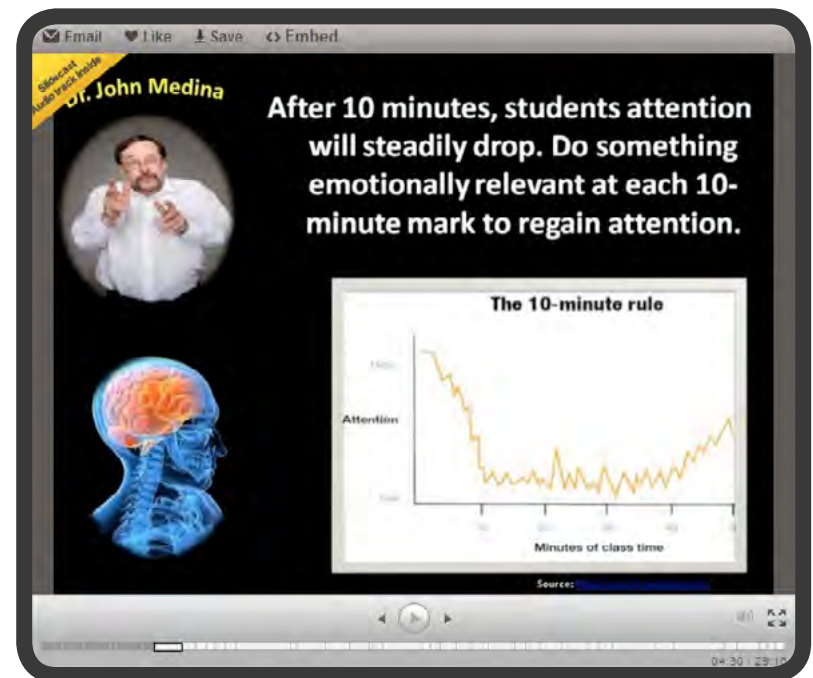 Email Like Save Embed
Slidecast
Audio track inside
Dr. John Medina
After 10 minutes, students attention
will steadily drop. Do something
emotionally relevant at each 10-
minute mark to regain attention.
The 10-minute rule
Attention
Minutes of class time
Source:
04:30